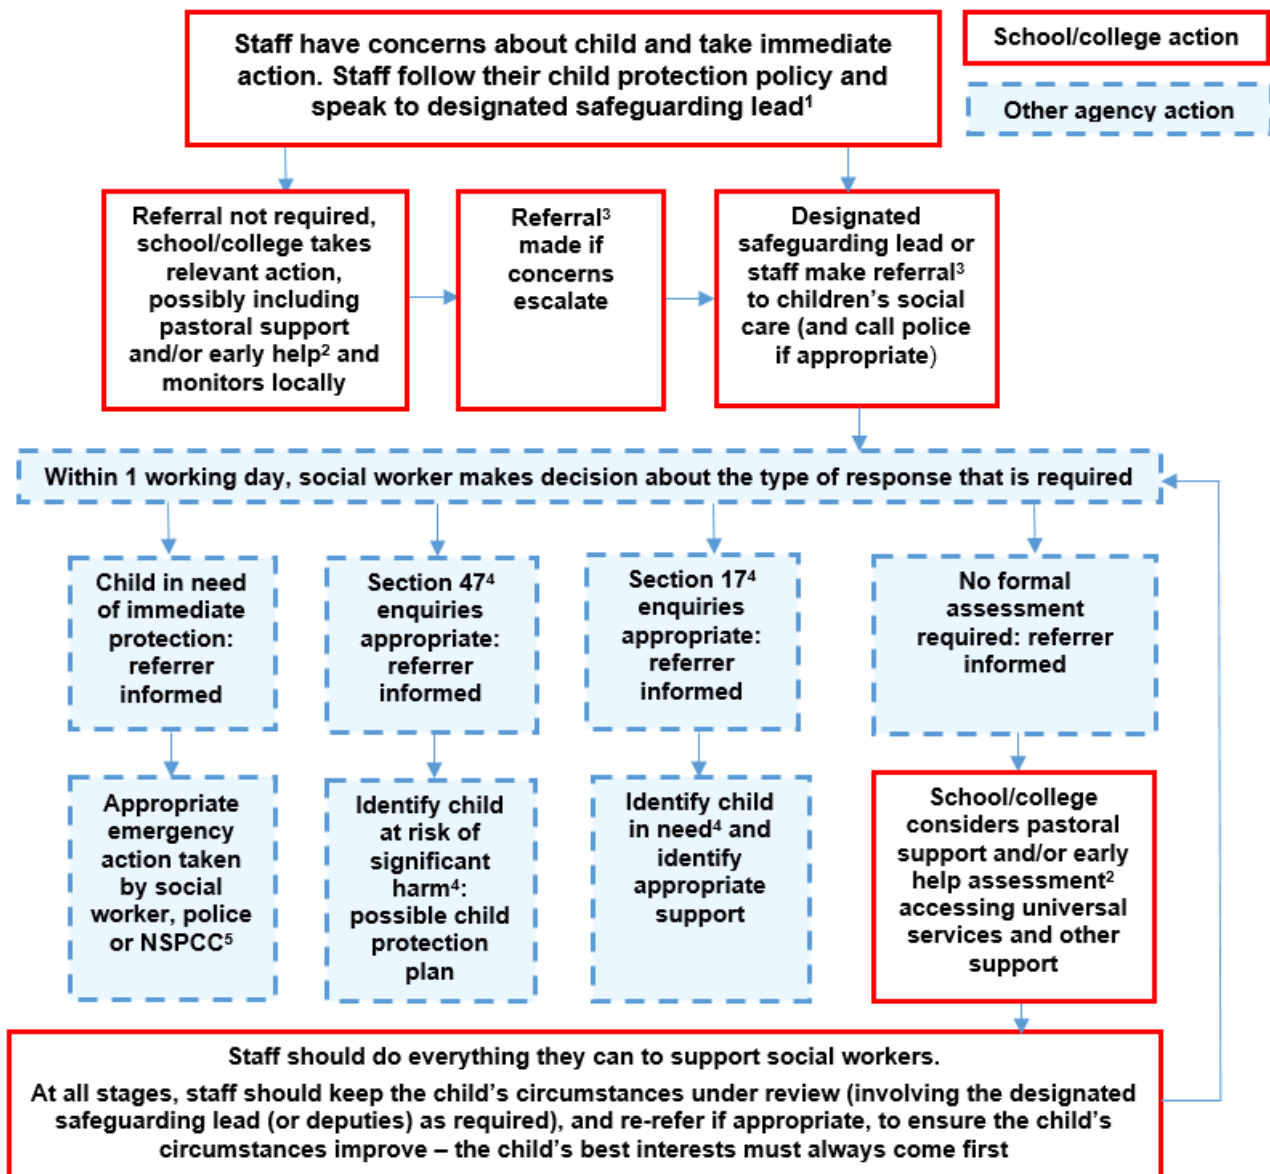 Staff have concerns about child and take immediate
action. Staff follow their child protection policy and
speak to designated safeguarding lead¹
School/college action
Other agency action
Referral not required,
school/college takes
relevant action,
possibly including
pastoral support
and/or early help² and
monitors locally
Referral³
made if
concerns
escalate
Designated
safeguarding lead or
staff make referral³
to children’s social
care (and call police
if appropriate)
Within 1 working day, social worker makes decision about the type of response that is required
Child in need
of immediate
protection:
referrer
informed
Section 47⁴
enquiries
appropriate:
referrer
informed
Section 17⁴
enquiries
appropriate:
referrer
informed
No formal
assessment
required: referrer
informed
Appropriate
emergency
action taken
by social
worker, police
or NSPCC⁵
Identify child
at risk of
significant
harm⁴:
possible child
protection
plan
Identify child
in need⁴ and
identify
appropriate
support
School/college
considers pastoral
support and/or early
help assessment²
accessing universal
services and other
support
Staff should do everything they can to support social workers.
At all stages, staff should keep the child’s circumstances under review (involving the designated
safeguarding lead (or deputies) as required), and re-refer if appropriate, to ensure the child’s
circumstances improve – the child’s best interests must always come first